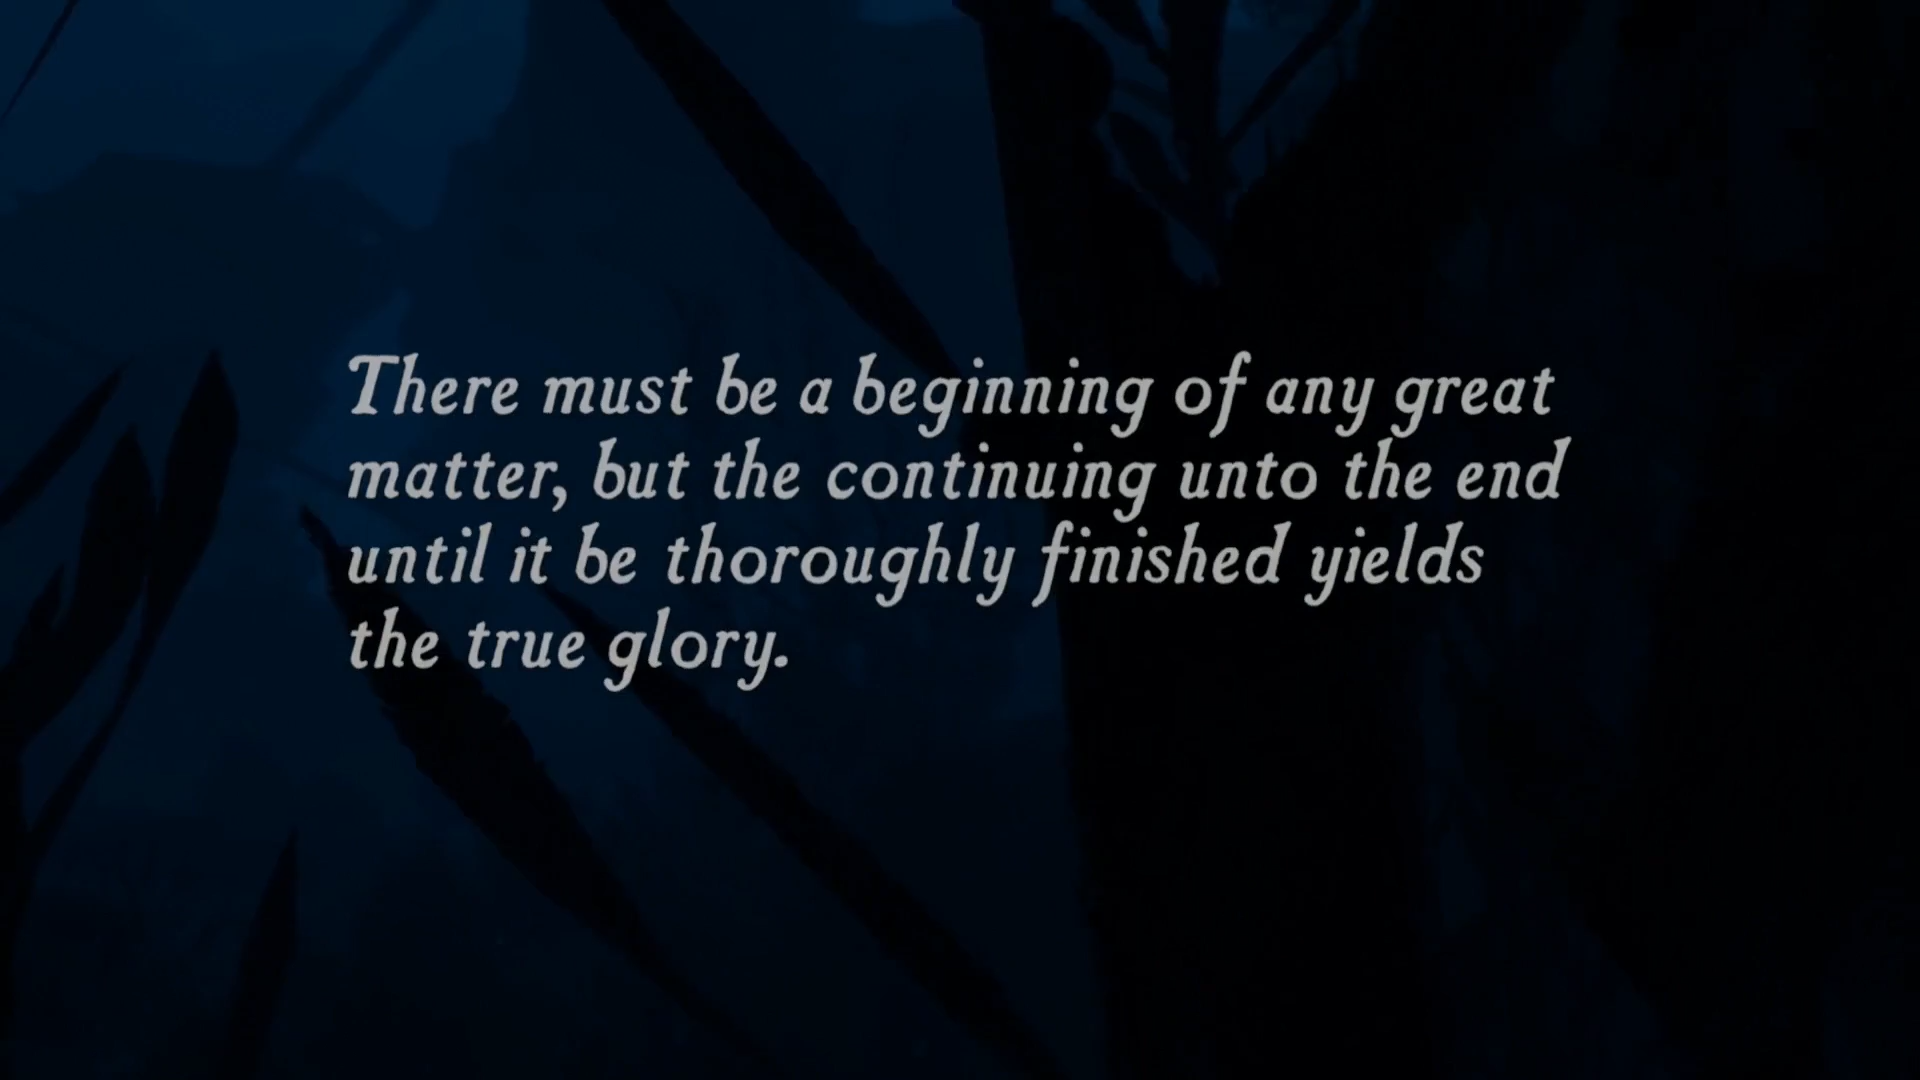 There must be a beginning of any great
matter, but the continuing unto the end
until it be thoroughly finished yields
the true glory.